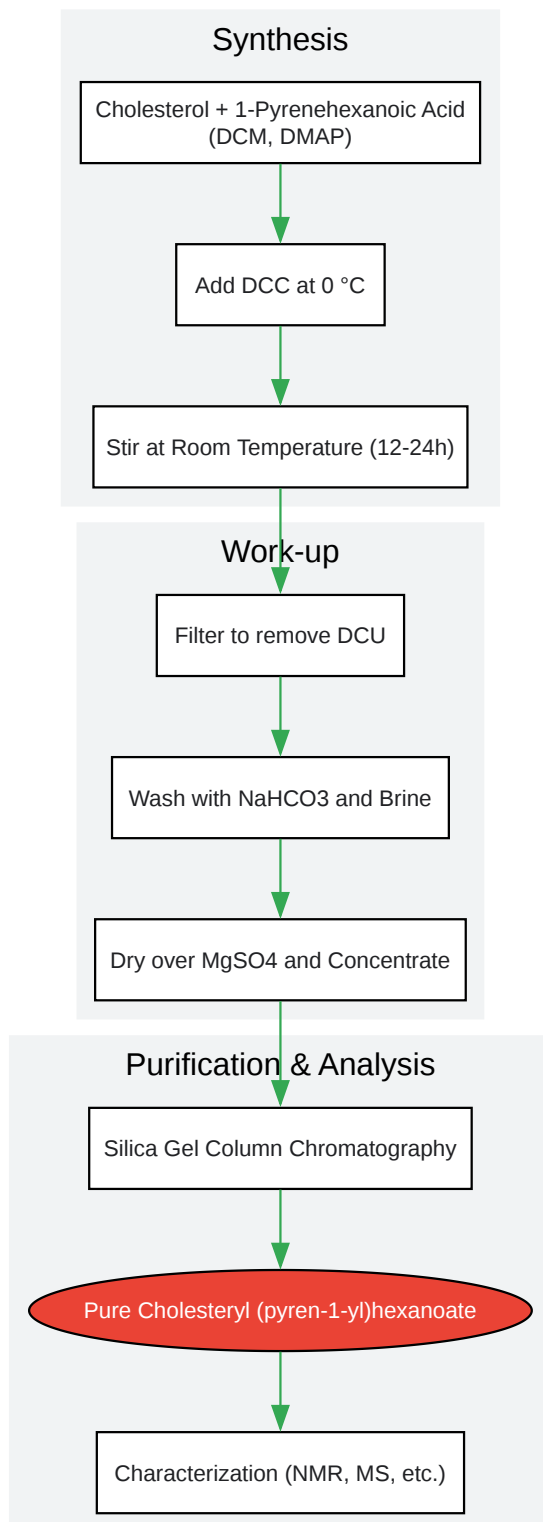 Synthesis
Cholesterol + 1-Pyrenehexanoic Acid
(DCM, DMAP)
Add DCC at 0 °C
Stir at Room Temperature (12-24h)
Work-up
Filter to remove DCU
Wash with NaHCO3 and Brine
Dry over MgSO4 and Concentrate
Purification & Analysis
Silica Gel Column Chromatography
Pure Cholesteryl (pyren-1-yl)hexanoate
Characterization (NMR, MS, etc.)